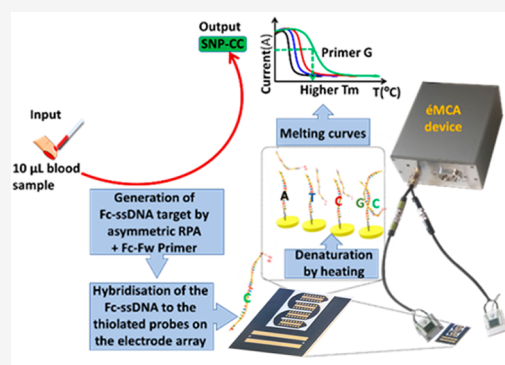 Output
SNP-CC
Input
10 µL blood
sample
Current(A)
Primer G
Higher Tm
T(ºC)
Melting curves
éMCA
device
Generation of
Fc-ssDNA target by
asymmetric RPA
+ Fc-Fw Primer
A
T
C
G
C
Denaturation
by heating
Hybridisation of the
Fc-ssDNA to the
thiolated probes on
the electrode array
C